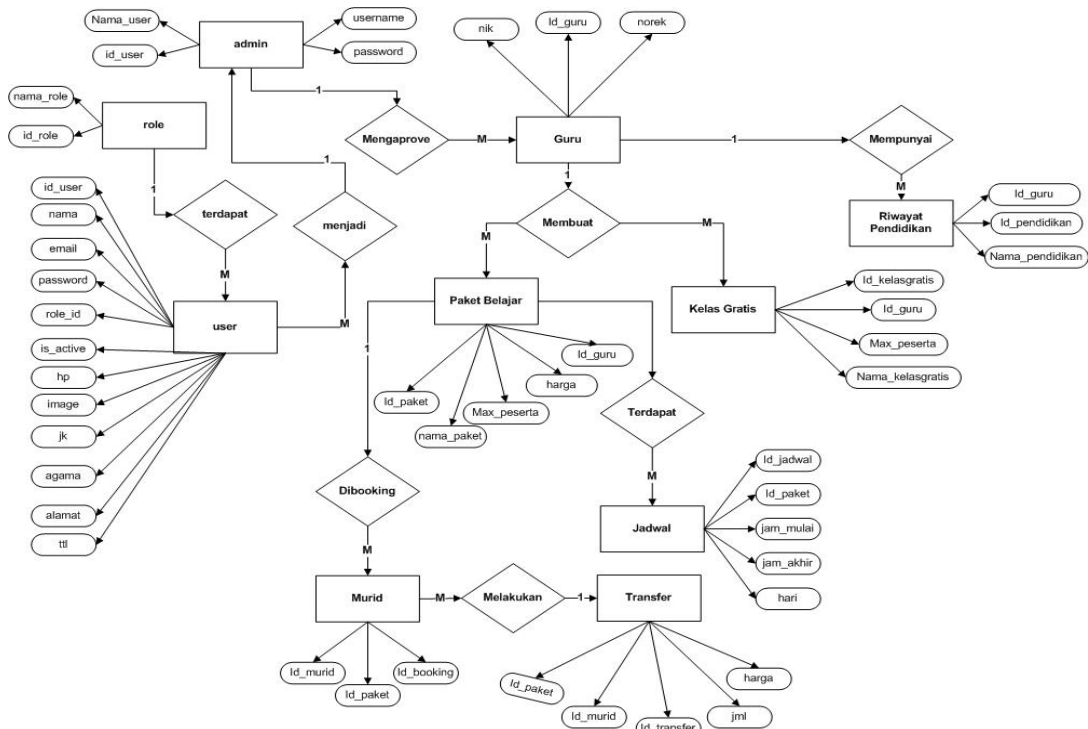 Nama_user
admin
username
id_user
password
nik
Id_guru
norek
nama_role
role
id_role
1
Mengaprove
M
Guru
1
Mempunyai
1
1
terdapat
menjadi
1
Membuat
M
Riwayat
Pendidikan
Id_guru
Id_pendidikan
Nama_pendidikan
id_user
nama
email
password
role_id
is_active
hp
image
jk
agama
alamat
ttl
M
user
M
M
M
Paket Belajar
Kelas Gratis
Id_kelasgratis
Id_guru
Max_peserta
Nama_kelasgratis
1
Id_guru
harga
Id_paket
Max_peserta
nama_paket
Terdapat
M
Dibooking
M
Jadwal
Id_jadwal
Id_paket
jam_mulai
jam_akhir
hari
Murid
M
Melakukan
1
Transfer
Id_murid
Id_booking
Id_paket
Id_paket
Id_murid
Id_transfer
jml
harga